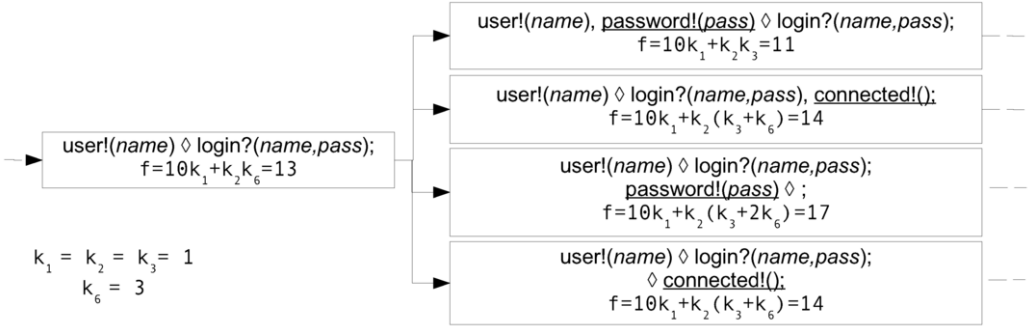 user!(name), password!(pass) ◊ login?(name,pass);
f=10k₁+k₂k₃=11
user!(name) ◊ login?(name,pass), connected!();
f=10k₁+k₂(k₃+k₆)=14
user!(name) ◊ login?(name,pass);
f=10k₁+k₂k₆=13
user!(name) ◊ login?(name,pass);
password!(pass) ◊ ;
f=10k₁+k₂(k₃+2k₆)=17
user!(name) ◊ login?(name,pass);
◊ connected!();
f=10k₁+k₂(k₃+k₆)=14
k₁ = k₂ = k₃= 1
k₆ = 3